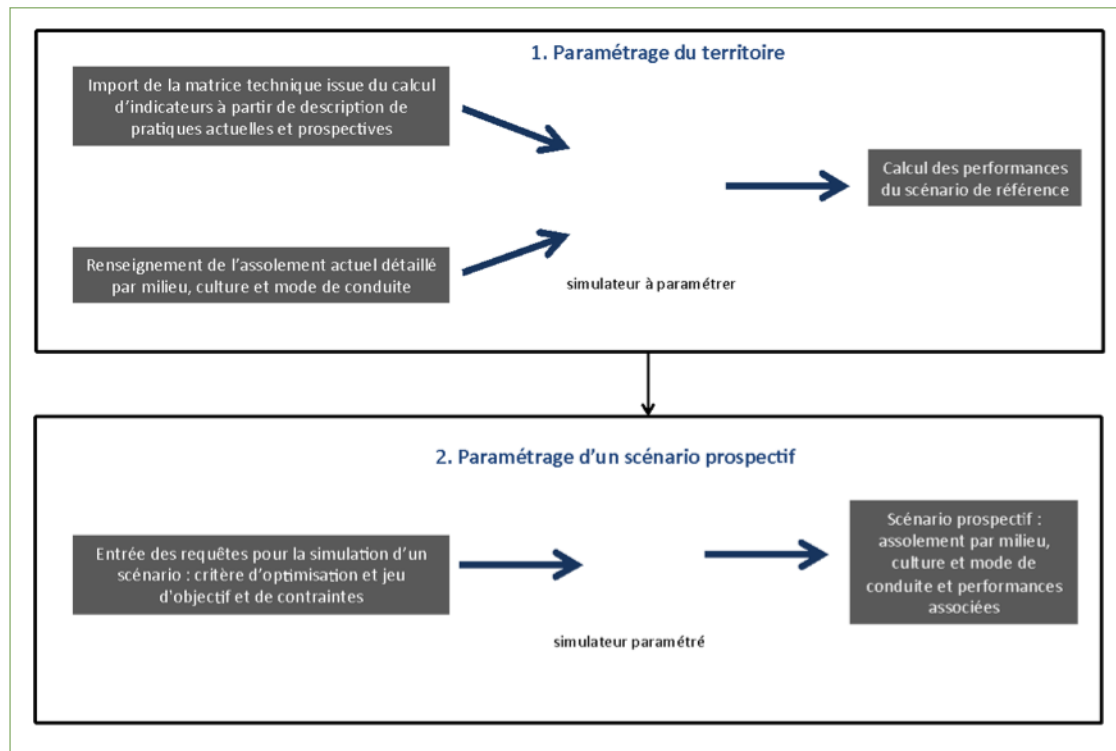 1. Paramétrage du territoire
Import de la matrice technique issue du calcul
d'indicateurs à partir de description de
pratiques actuelles et prospectives
Calcul des performances
du scénario de référence
Renseignement de l'assolement actuel détaillé
par milieu, culture et mode de conduite
simulateur à paramétrer
2. Paramétrage d'un scénario prospectif
Entrée des requêtes pour la simulation d'un
scénario : critère d'optimisation et jeu
d'objectif et de contraintes
Scénario prospectif :
assolement par milieu,
culture et mode de
conduite et performances
associées
simulateur paramétré